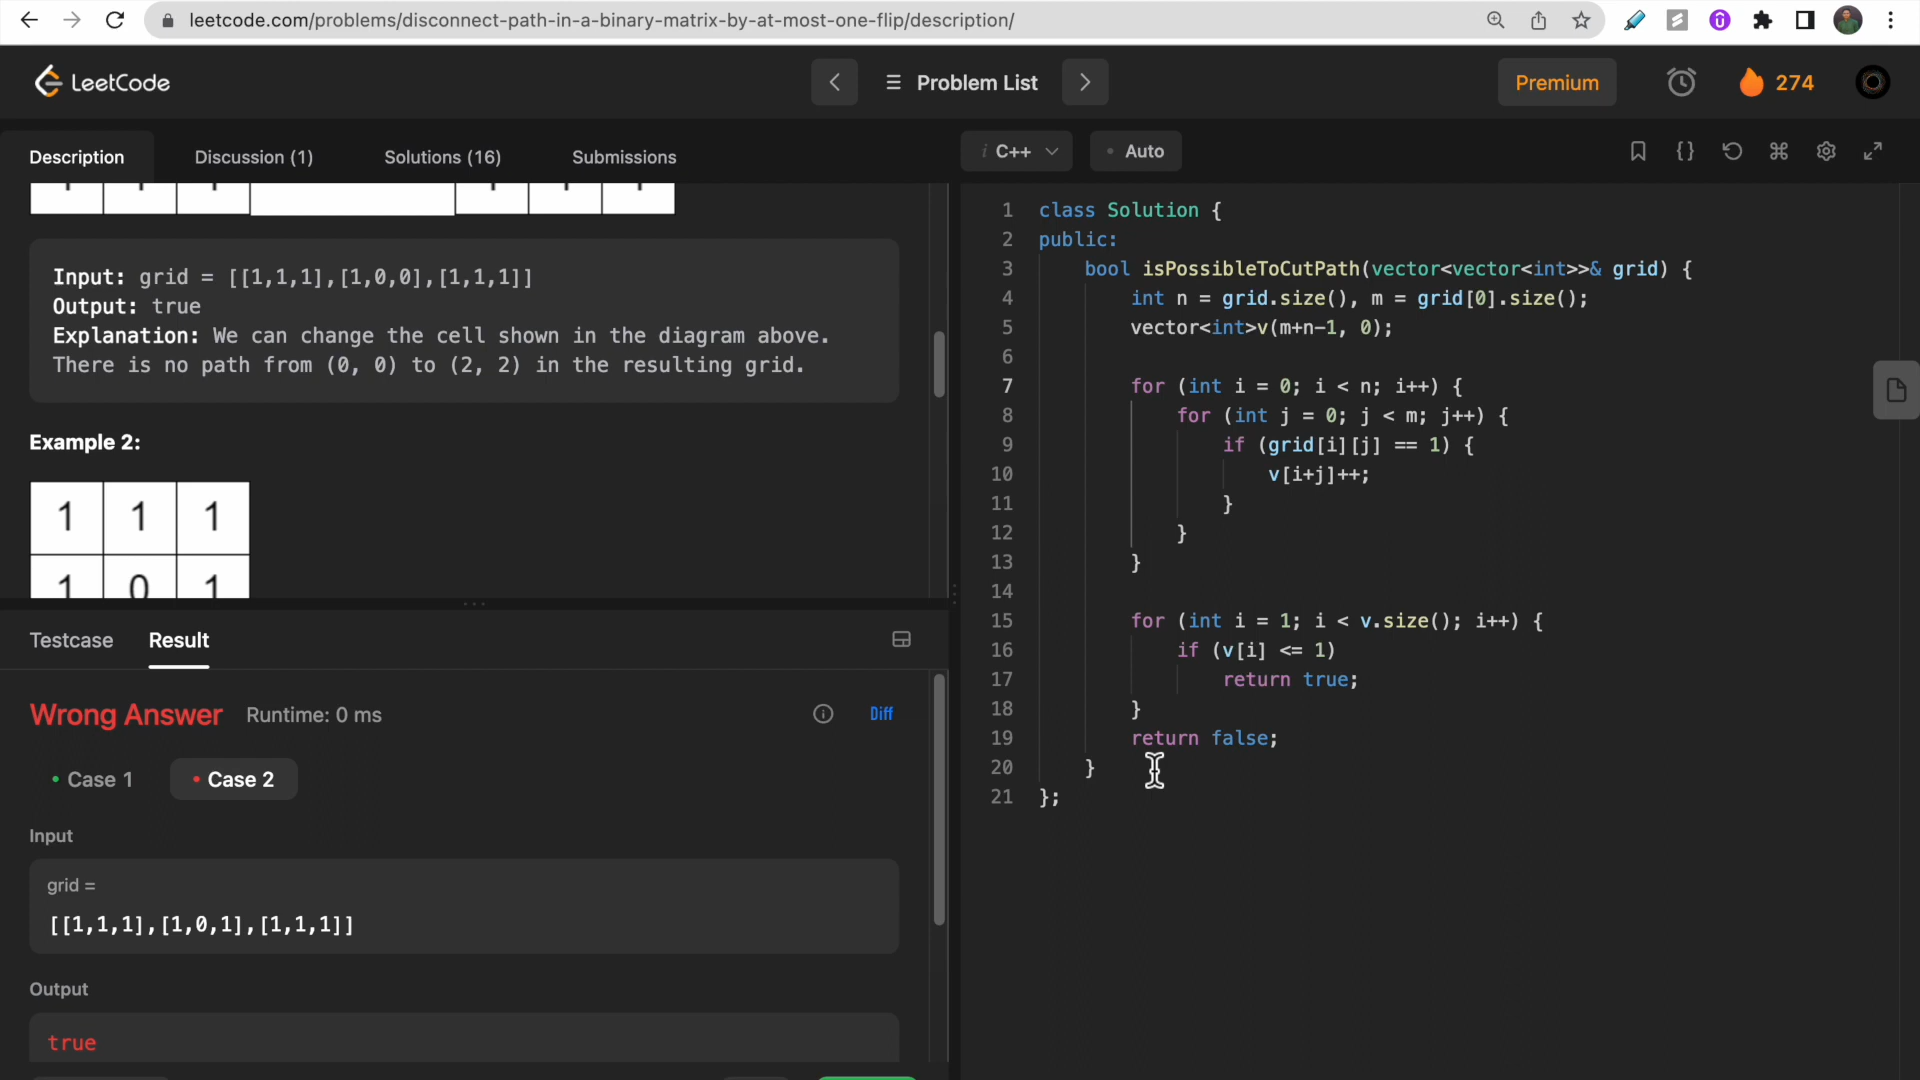 leetcode.com/problems/disconnect-path-in-a-binary-matrix-by-at-most-one-flip/description/
LeetCode
Problem List
Premium
274
Description
Discussion (1)
Solutions (16)
Submissions
Input: grid = [[1,1,1],[1,0,0],[1,1,1]]
Output: true
Explanation: We can change the cell shown in the diagram above.
There is no path from (0, 0) to (2, 2) in the resulting grid.
Example 2:
1 1 1
1 0 1
Testcase
Result
Wrong Answer
Runtime: 0 ms
Diff
• Case 1
• Case 2
Input
grid =
[[1,1,1],[1,0,1],[1,1,1]]
Output
true
i C++
• Auto
{}
1 class Solution {
2 public:
3     bool isPossibleToCutPath(vector<vector<int>>& grid) {
4         int n = grid.size(), m = grid[0].size();
5         vector<int>v(m+n-1, 0);
6
7         for (int i = 0; i < n; i++) {
8             for (int j = 0; j < m; j++) {
9                 if (grid[i][j] == 1) {
10                     v[i+j]++;
11                 }
12             }
13         }
14
15         for (int i = 1; i < v.size(); i++) {
16             if (v[i] <= 1)
17                 return true;
18         }
19         return false;
20     }
21 };